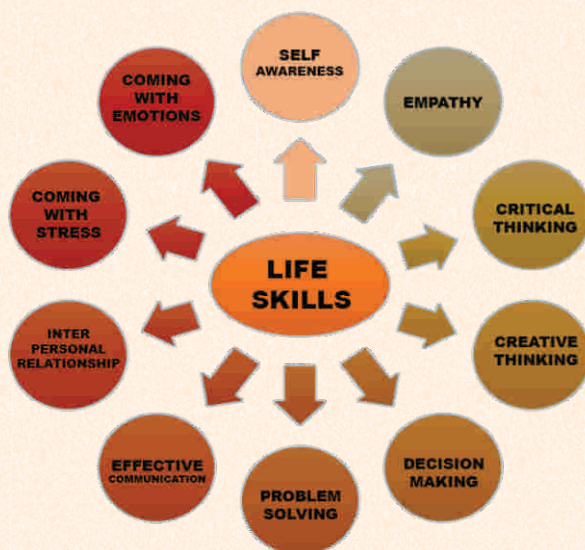 LIFE
SKILLS
SELF
AWARENESS
EMPATHY
CRITICAL
THINKING
CREATIVE
THINKING
DECISION
MAKING
PROBLEM
SOLVING
EFFECTIVE
COMMUNICATION
INTER
PERSONAL
RELATIONSHIP
COMING
WITH
STRESS
COMING
WITH
EMOTIONS